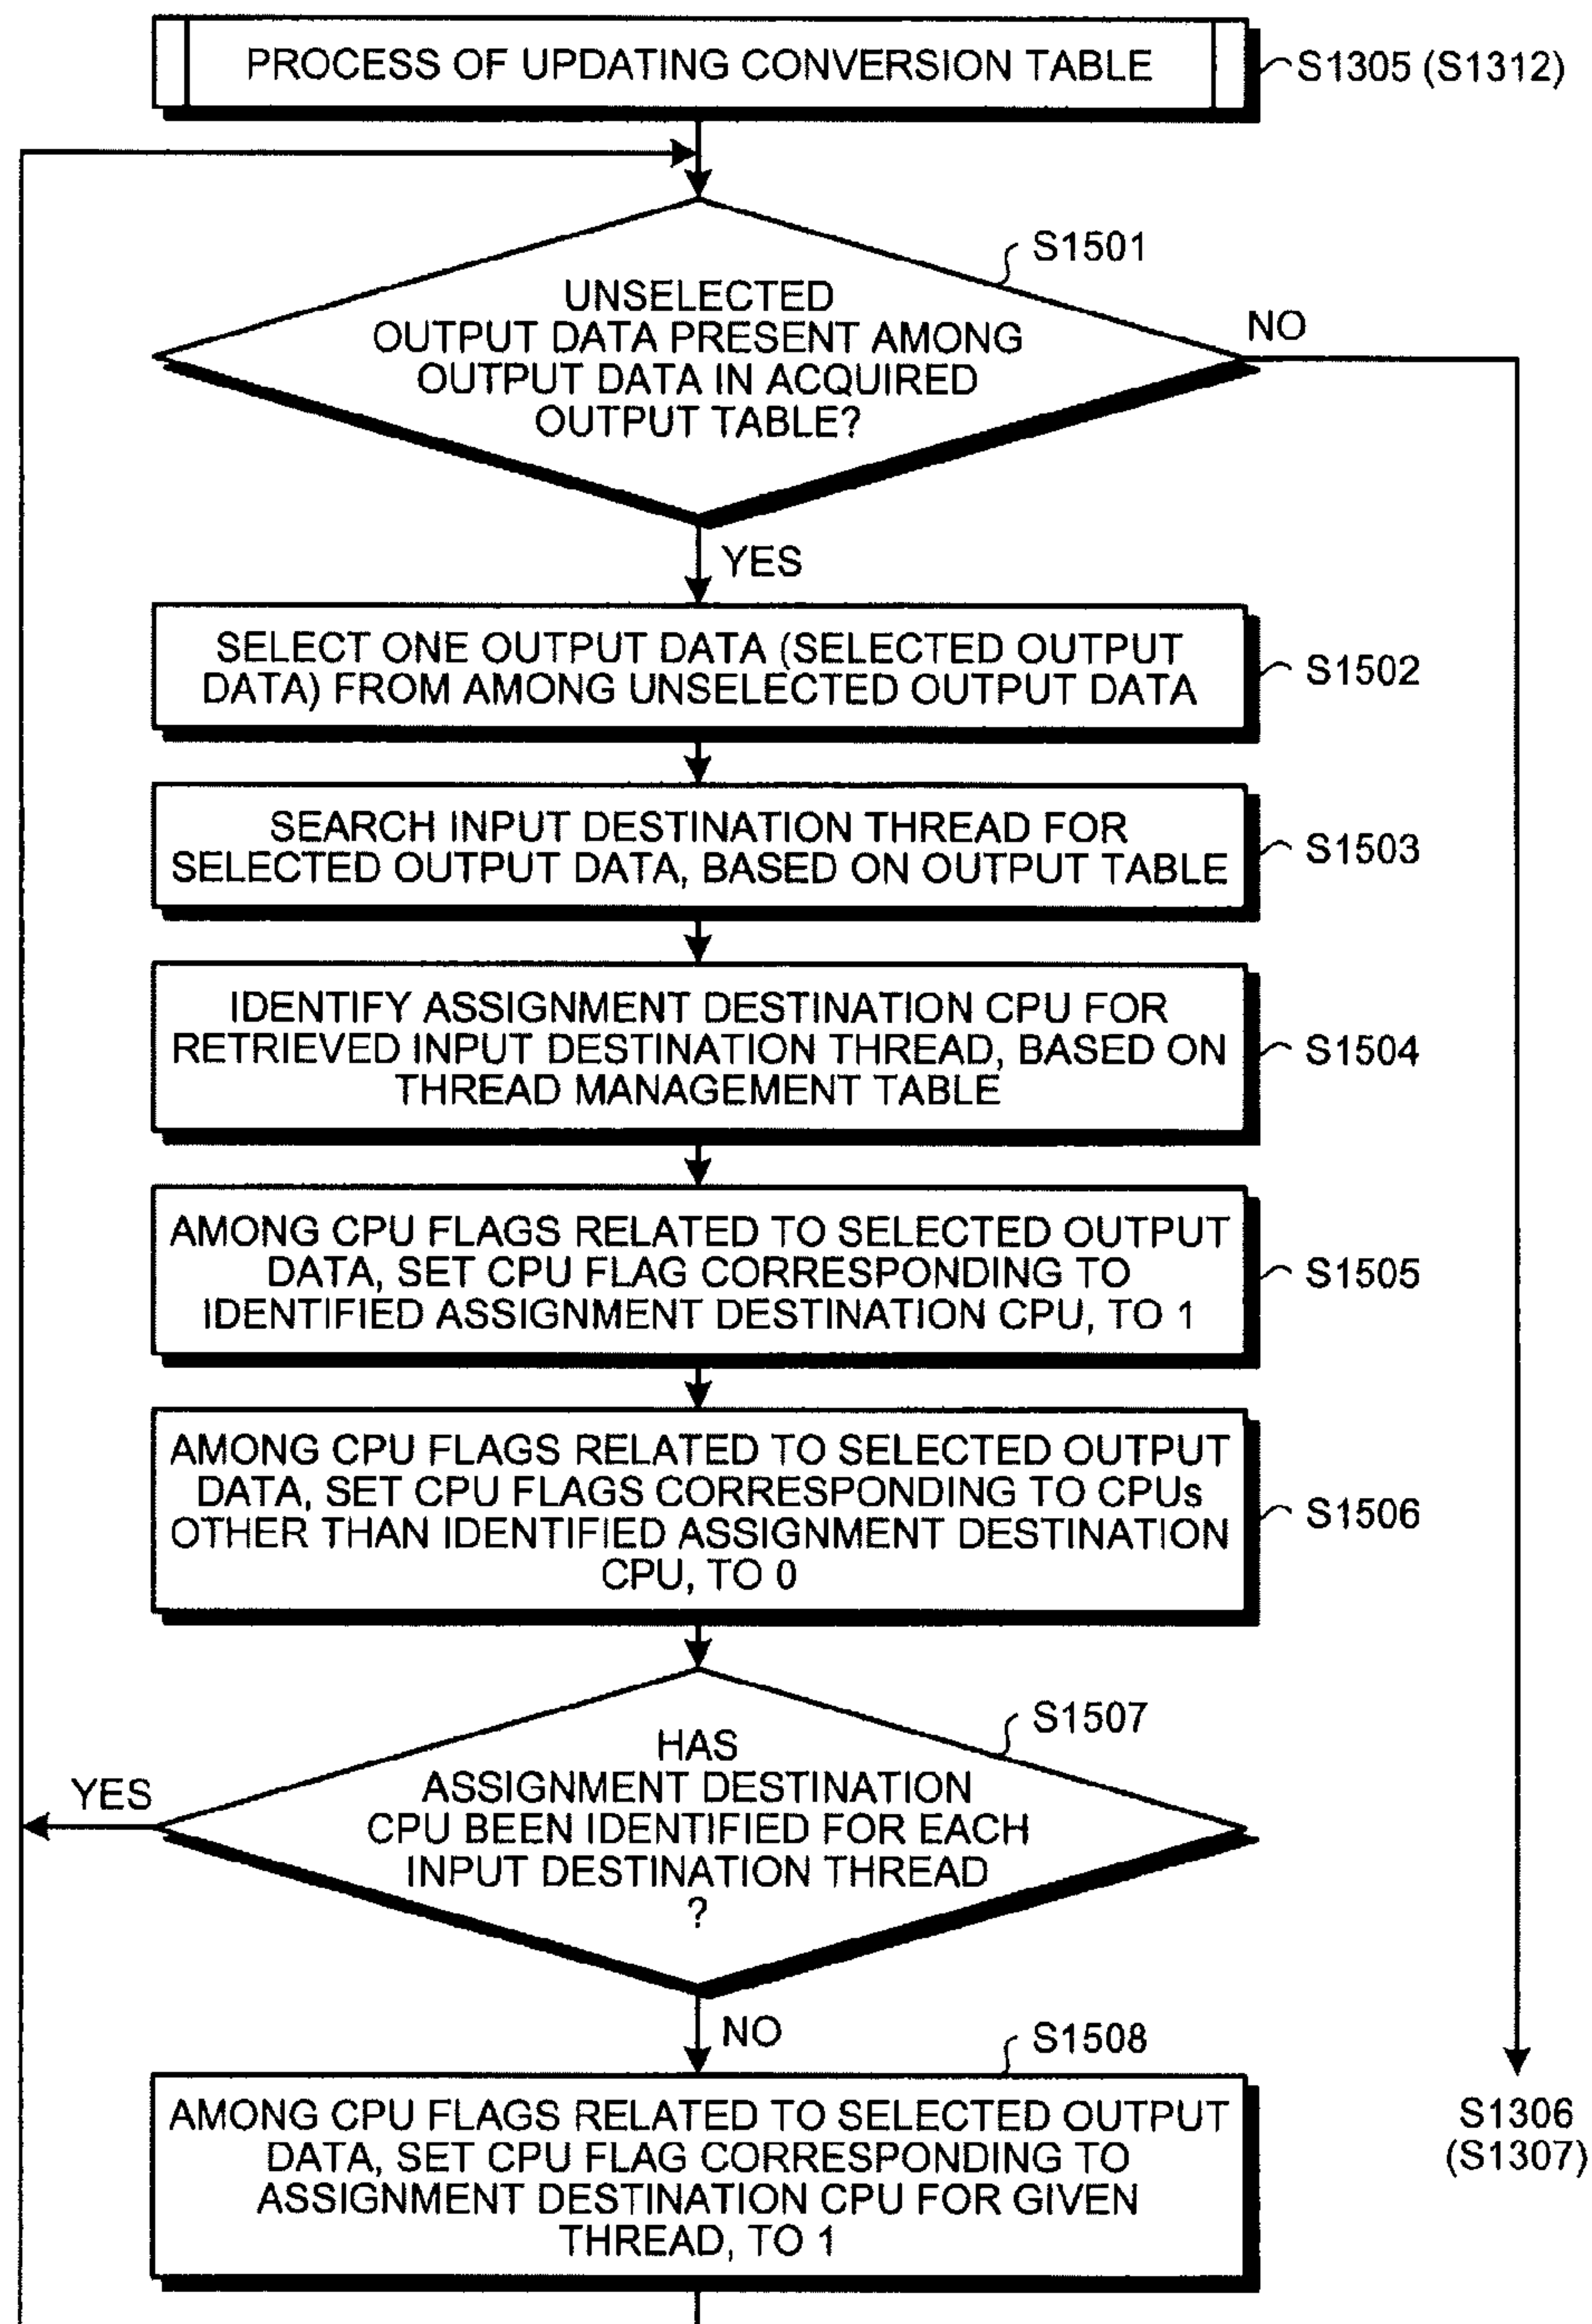 PROCESS OF UPDATING CONVERSION TABLE
S1305 (S1312)
S1501
UNSELECTED
OUTPUT DATA PRESENT AMONG
OUTPUT DATA IN ACQUIRED
OUTPUT TABLE?
NO
YES
SELECT ONE OUTPUT DATA (SELECTED OUTPUT
DATA) FROM AMONG UNSELECTED OUTPUT DATA
S1502
SEARCH INPUT DESTINATION THREAD FOR
SELECTED OUTPUT DATA, BASED ON OUTPUT TABLE
S1503
IDENTIFY ASSIGNMENT DESTINATION CPU FOR
RETRIEVED INPUT DESTINATION THREAD, BASED ON
THREAD MANAGEMENT TABLE
S1504
AMONG CPU FLAGS RELATED TO SELECTED OUTPUT
DATA, SET CPU FLAG CORRESPONDING TO
IDENTIFIED ASSIGNMENT DESTINATION CPU, TO 1
S1505
AMONG CPU FLAGS RELATED TO SELECTED OUTPUT
DATA, SET CPU FLAGS CORRESPONDING TO CPUs
OTHER THAN IDENTIFIED ASSIGNMENT DESTINATION
CPU, TO 0
S1506
S1507
HAS
ASSIGNMENT DESTINATION
CPU BEEN IDENTIFIED FOR EACH
INPUT DESTINATION THREAD
?
YES
NO
S1508
AMONG CPU FLAGS RELATED TO SELECTED OUTPUT
DATA, SET CPU FLAG CORRESPONDING TO
ASSIGNMENT DESTINATION CPU FOR GIVEN
THREAD, TO 1
S1306
(S1307)